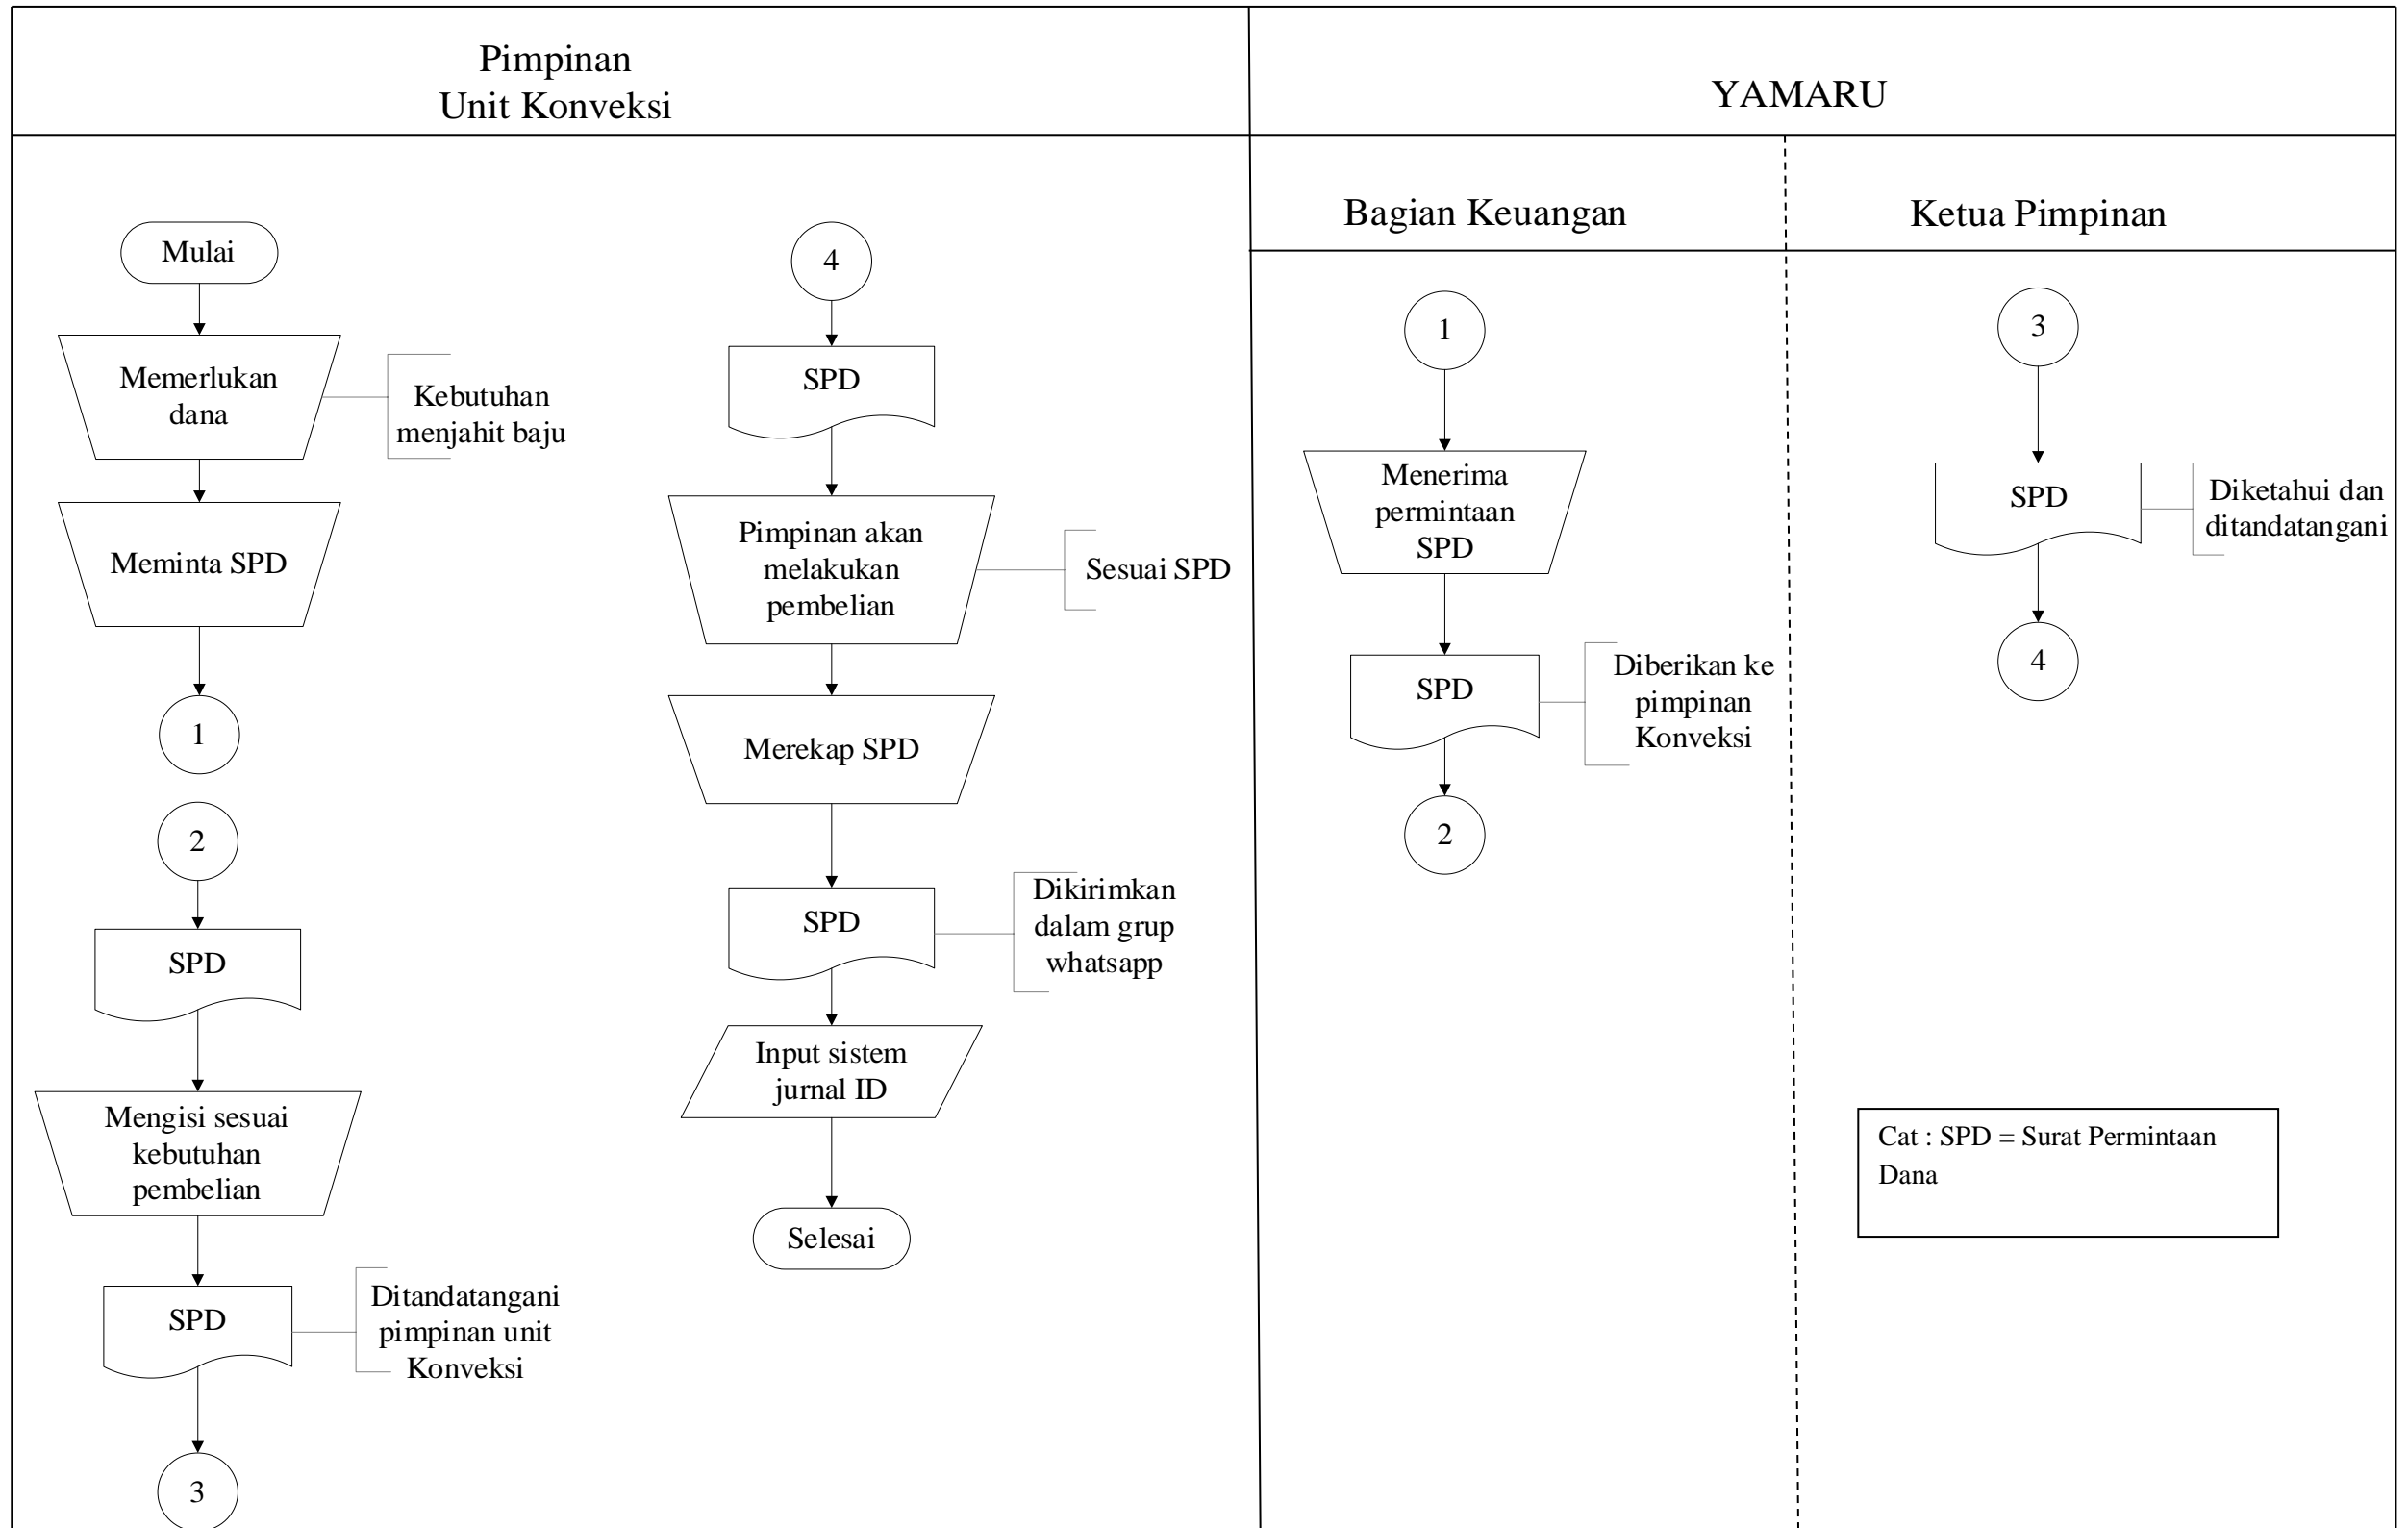 Pimpinan
Unit Konveksi
YAMARU
Bagian Keuangan
Ketua Pimpinan
Mulai
Memerlukan
dana
Kebutuhan
menjahit baju
Meminta SPD
1
2
SPD
Mengisi sesuai
kebutuhan
pembelian
SPD
Ditandatangani
pimpinan unit
Konveksi
3
4
SPD
Pimpinan akan
melakukan
pembelian
Sesuai SPD
Merekap SPD
SPD
Dikirimkan
dalam grup
whatsapp
Input sistem
jurnal ID
Selesai
1
Menerima
permintaan
SPD
SPD
Diberikan ke
pimpinan
Konveksi
2
3
SPD
Diketahui dan
ditandatangani
4
Cat : SPD = Surat Permintaan
Dana